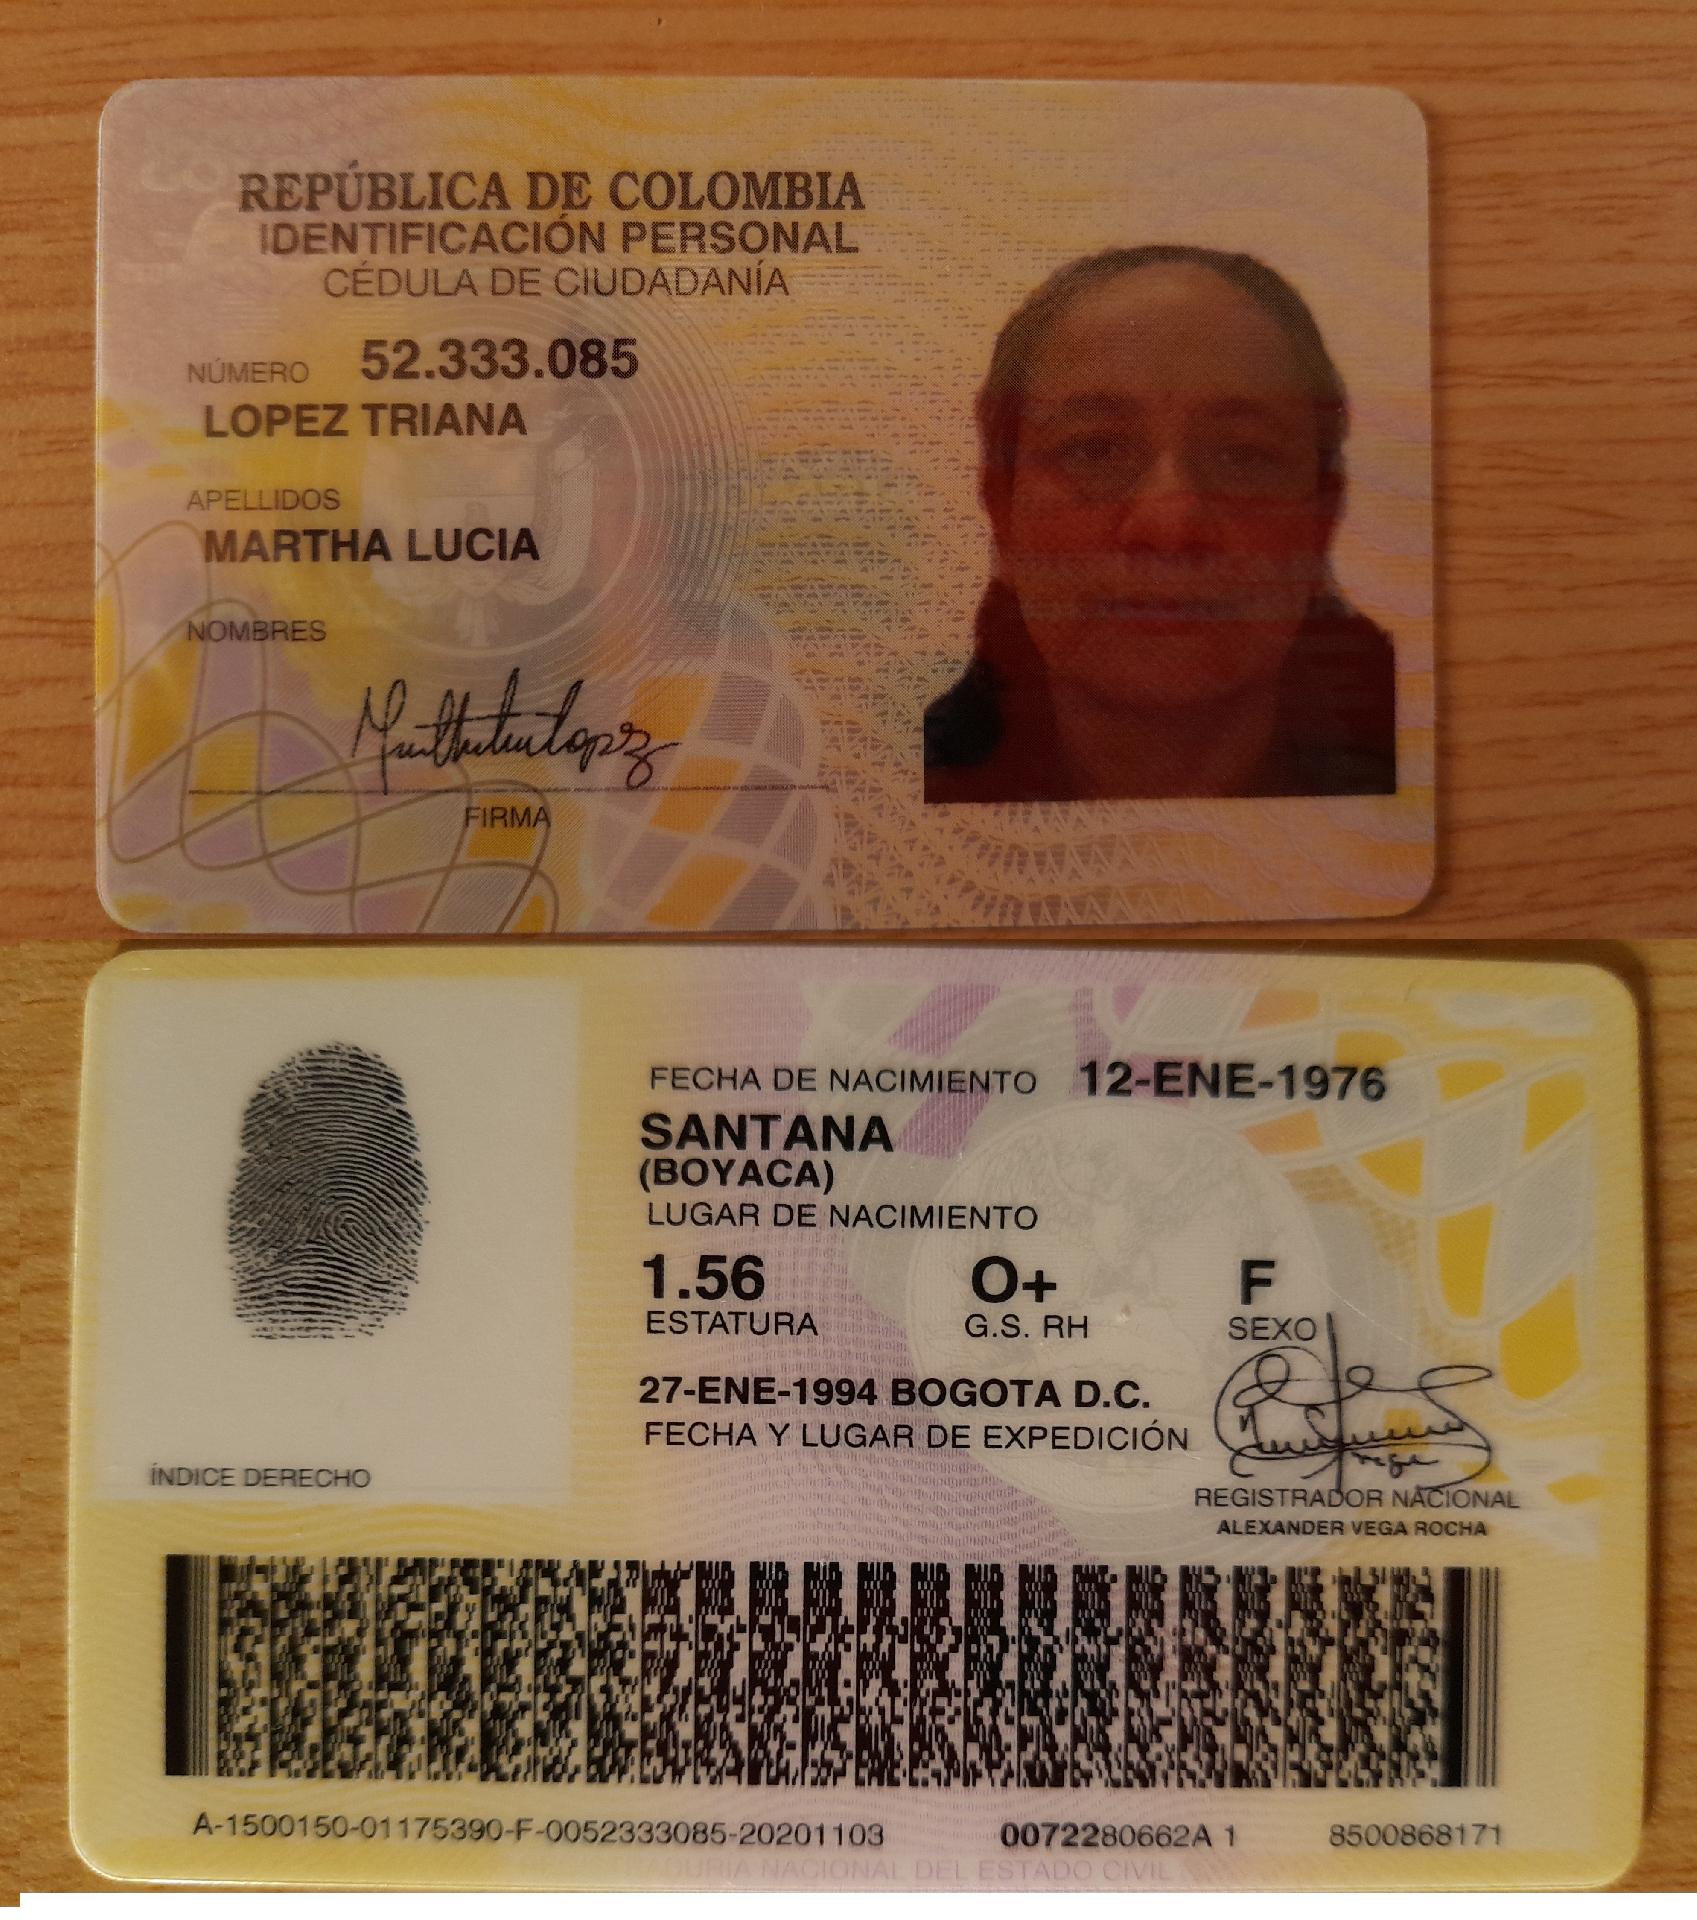 REPÚBLICA DE COLOMBIA
IDENTIFICACIÓN PERSONAL
CÉDULA DE CIUDADANÍA
NÚMERO 52.333.085
LOPEZ TRIANA
APELLIDOS
MARTHA LUCIA
NOMBRES
FIRMA
FECHA DE NACIMIENTO 12-ENE-1976
SANTANA
(BOYACA)
LUGAR DE NACIMIENTO
1.56 O+ F
ESTATURA G.S. RH SEXO
27-ENE-1994 BOGOTA D.C.
FECHA Y LUGAR DE EXPEDICIÓN
ÍNDICE DERECHO
REGISTRADOR NACIONAL
ALEXANDER VEGA ROCHA
A-1500150-01175390-F-0052333085-20201103 0072280662A 1 8500868171
NACIONAL DEL ESTADO CIVIL